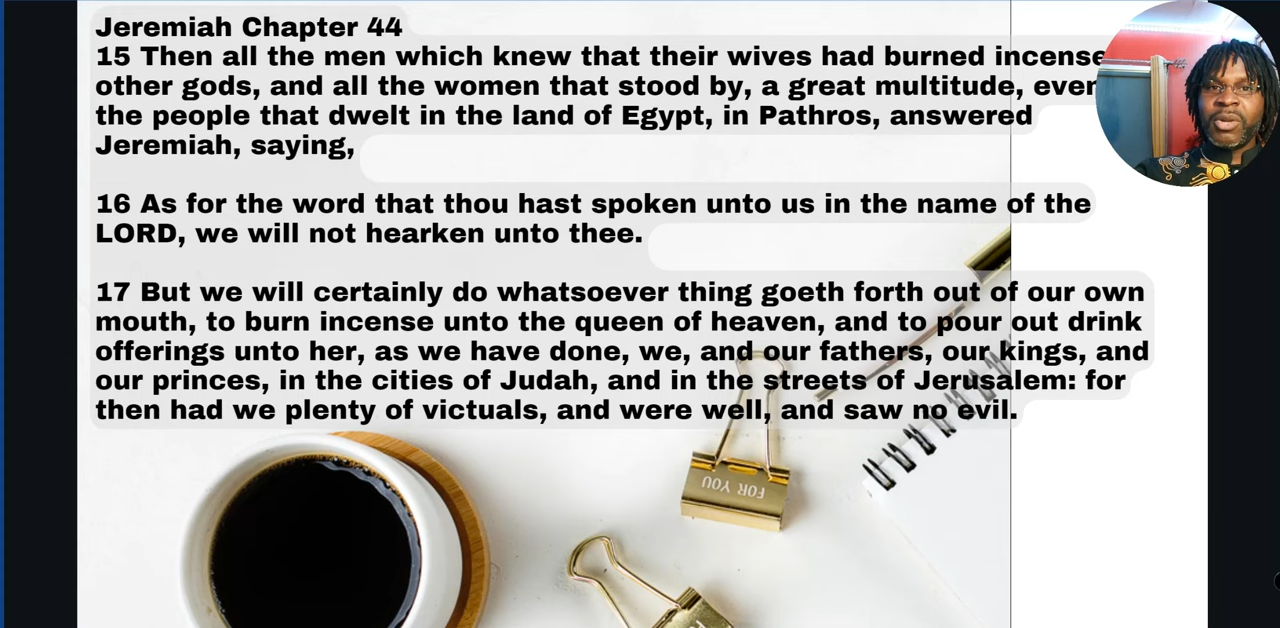 Jeremiah Chapter 44
15 Then all the men which knew that their wives had burned incense
other gods, and all the women that stood by, a great multitude, even
the people that dwelt in the land of Egypt, in Pathros, answered
Jeremiah, saying,
16 As for the word that thou hast spoken unto us in the name of the
LORD, we will not hearken unto thee.
17 But we will certainly do whatsoever thing goeth forth out of our own
mouth, to burn incense unto the queen of heaven, and to pour out drink
offerings unto her, as we have done, we, and our fathers, our kings, and
our princes, in the cities of Judah, and in the streets of Jerusalem: for
then had we plenty of victuals, and were well, and saw no evil.
FOR YOU